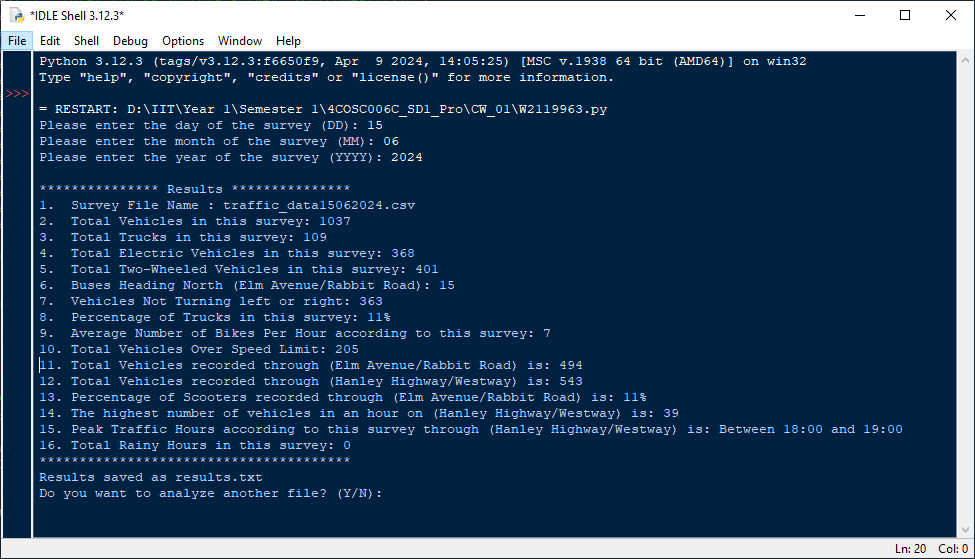 *IDLE Shell 3.12.3*
File Edit Shell Debug Options Window Help
Python 3.12.3 (tags/v3.12.3:f6650f9, Apr  9 2024, 14:05:25) [MSC v.1938 64 bit (AMD64)] on win32
Type "help", "copyright", "credits" or "license()" for more information.
>>>
= RESTART: D:\IIT\Year 1\Semester 1\4COSC006C_SD1_Pro\CW_01\W2119963.py
Please enter the day of the survey (DD): 15
Please enter the month of the survey (MM): 06
Please enter the year of the survey (YYYY): 2024
*************** Results ***************
1.  Survey File Name : traffic_data15062024.csv
2.  Total Vehicles in this survey: 1037
3.  Total Trucks in this survey: 109
4.  Total Electric Vehicles in this survey: 368
5.  Total Two-Wheeled Vehicles in this survey: 401
6.  Buses Heading North (Elm Avenue/Rabbit Road): 15
7.  Vehicles Not Turning left or right: 363
8.  Percentage of Trucks in this survey: 11%
9.  Average Number of Bikes Per Hour according to this survey: 7
10. Total Vehicles Over Speed Limit: 205
11. Total Vehicles recorded through (Elm Avenue/Rabbit Road) is: 494
12. Total Vehicles recorded through (Hanley Highway/Westway) is: 543
13. Percentage of Scooters recorded through (Elm Avenue/Rabbit Road) is: 11%
14. The highest number of vehicles in an hour on (Hanley Highway/Westway) is: 39
15. Peak Traffic Hours according to this survey through (Hanley Highway/Westway) is: Between 18:00 and 19:00
16. Total Rainy Hours in this survey: 0
***************************************
Results saved as results.txt
Do you want to analyze another file? (Y/N):
Ln: 20 Col: 0